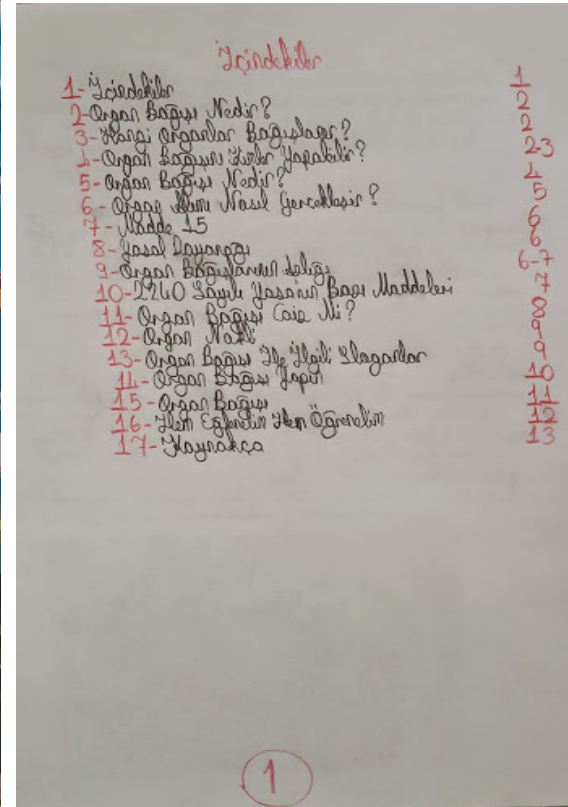 İçindekiler
1-İçindekiler 1
2-Organ Bağışı Nedir? 2
3-Hangi Organlar Bağışlanır? 2
4-Organ Bağışını Kimler Yapabilir? 2-3
5-Organ Bağışı Nedir? 4
6-Organ Nasıl Gerçekleşir? 5
7-Madde 15 6
8-Yasal Dayanağı 6
9-Organ Bağışlarının 6-7
10-2240 Sayılı Yasanın Bazı Maddeleri 7
11-Organ Bağışı Caiz Mi? 8
12-Organ Nakli 9
13-Organ Bağışı İle İlgili Sloganlar 9
14-Organ Bağışı Yapın 10
15-Organ Bağışı 11
16-Hem Eğlenelim Hem Öğrenelim 12
17-Kaynakça 13
1